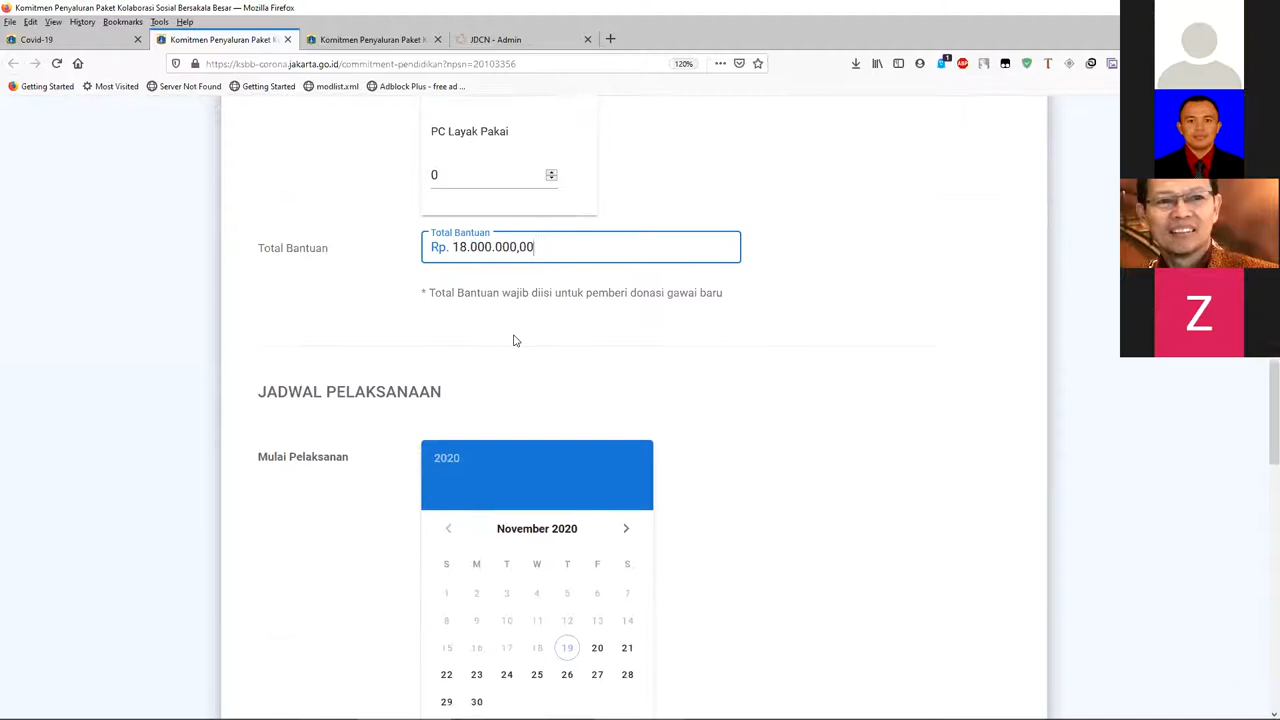 Komitmen Penyaluran Paket Kolaborasi Sosial Bersakala Besar — Mozilla Firefox
File Edit View History Bookmarks Tools Help
Covid-19
Komitmen Penyaluran Paket K
Komitmen Penyaluran Paket K
JDCN - Admin
https://ksbb-corona.jakarta.go.id/commitment-pendidikan?npsn=20103356
120%
Getting Started Most Visited Server Not Found Getting Started modlist.xml Adblock Plus - free ad ...
PC Layak Pakai
0
Total Bantuan
Total Bantuan
Rp. 18.000.000,00
* Total Bantuan wajib diisi untuk pemberi donasi gawai baru
JADWAL PELAKSANAAN
Mulai Pelaksanan
2020
November 2020
S M T W T F S
1 2 3 4 5 6 7
8 9 10 11 12 13 14
15 16 17 18 19 20 21
22 23 24 25 26 27 28
29 30
Z